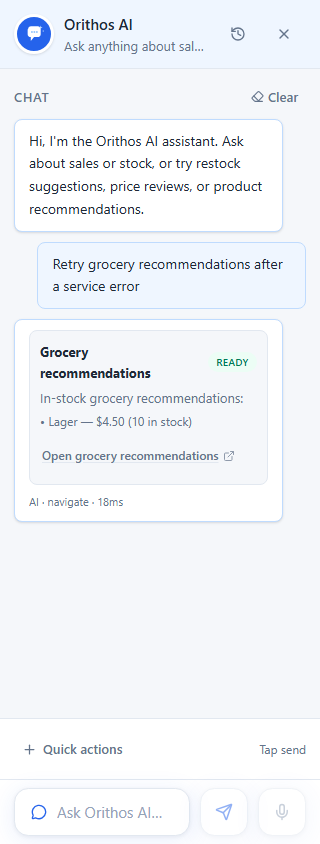 Orithos AI
Ask anything about sal...
CHAT
Clear
Hi, I'm the Orithos AI assistant. Ask
about sales or stock, or try restock
suggestions, price reviews, or product
recommendations.
Retry grocery recommendations after
a service error
Grocery
recommendations
READY
In-stock grocery recommendations:
• Lager — $4.50 (10 in stock)
Open grocery recommendations
AI · navigate · 18ms
Quick actions
Tap send
Ask Orithos AI...